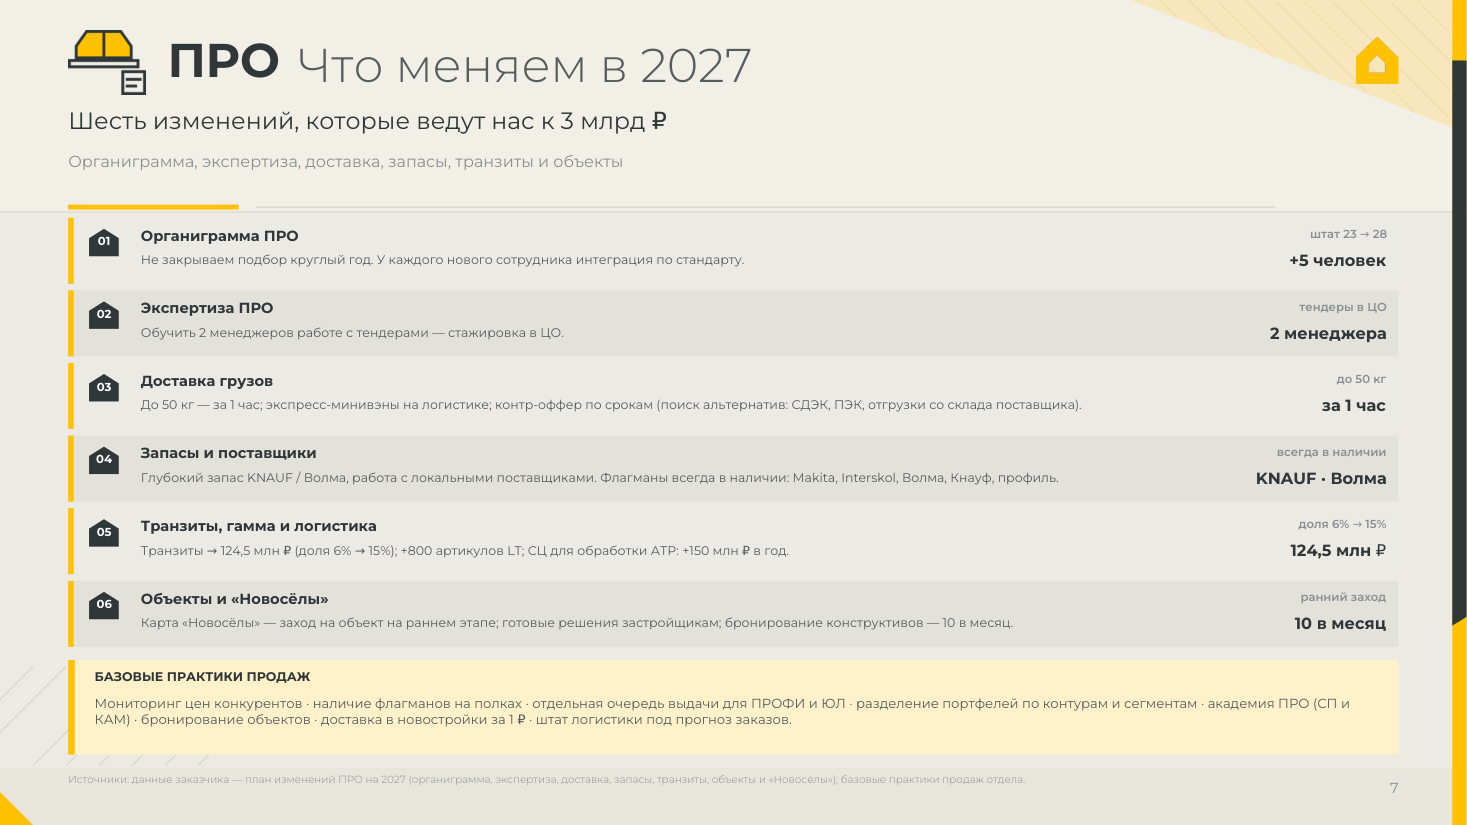 ПРО Что меняем в 2027
Шесть изменений, которые ведут нас к 3 млрд ₽
Органиграмма, экспертиза, доставка, запасы, транзиты и объекты
01
Органиграмма ПРО
Не закрываем подбор круглый год. У каждого нового сотрудника интеграция по стандарту.
штат 23 → 28
+5 человек
02
Экспертиза ПРО
Обучить 2 менеджеров работе с тендерами — стажировка в ЦО.
тендеры в ЦО
2 менеджера
03
Доставка грузов
До 50 кг — за 1 час; экспресс-минивэны на логистике; контр-оффер по срокам (поиск альтернатив: СДЭК, ПЭК, отгрузки со склада поставщика).
до 50 кг
за 1 час
04
Запасы и поставщики
Глубокий запас KNAUF / Волма, работа с локальными поставщиками. Флагманы всегда в наличии: Makita, Interskol, Волма, Кнауф, профиль.
всегда в наличии
KNAUF · Волма
05
Транзиты, гамма и логистика
Транзиты → 124,5 млн ₽ (доля 6% → 15%); +800 артикулов LT; СЦ для обработки АТР: +150 млн ₽ в год.
доля 6% → 15%
124,5 млн ₽
06
Объекты и «Новосёлы»
Карта «Новосёлы» — заход на объект на раннем этапе; готовые решения застройщикам; бронирование конструктивов — 10 в месяц.
ранний заход
10 в месяц
БАЗОВЫЕ ПРАКТИКИ ПРОДАЖ
Мониторинг цен конкурентов · наличие флагманов на полках · отдельная очередь выдачи для ПРОФИ и ЮЛ · разделение портфелей по контурам и сегментам · академия ПРО (СП и
КАМ) · бронирование объектов · доставка в новостройки за 1 ₽ · штат логистики под прогноз заказов.
Источники: данные заказчика — план изменений ПРО на 2027 (органиграмма, экспертиза, доставка, запасы, транзиты, объекты и «Новосёлы»); базовые практики продаж отдела.
7